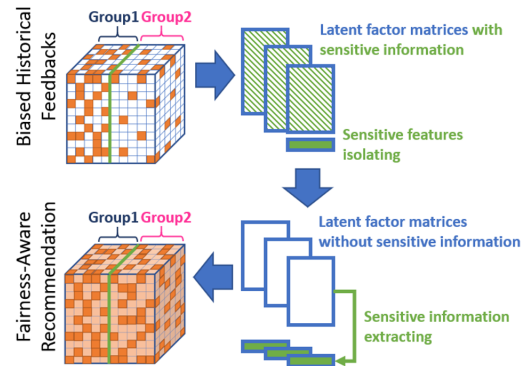 Group1 Group2
Biased Historical
Feedbacks
Latent factor matrices with
sensitive information
Sensitive features
isolating
Group1 Group2
Fairness-Aware
Recommendation
Latent factor matrices
without sensitive information
Sensitive information
extracting